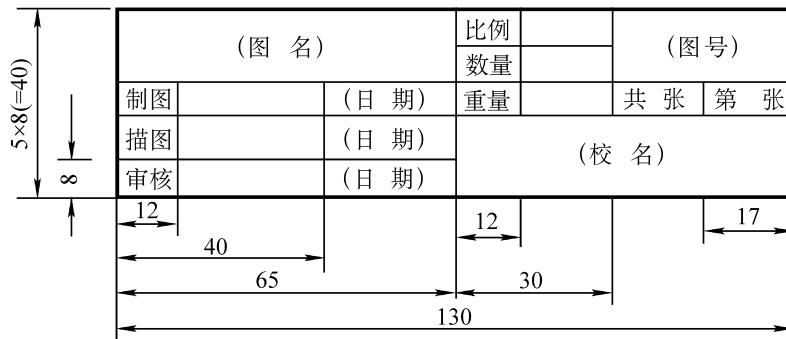 (图 名)
比例
(图号)
数量
制图
(日 期)
重量
共 张
第 张
描图
(日 期)
(校 名)
审核
(日 期)
5×8(=40)
8
12
12
17
40
65
30
130